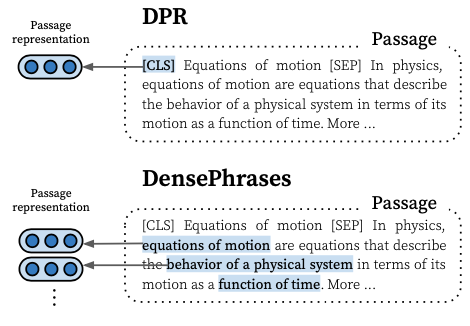 DPR
Passage
representation
Passage
[CLS] Equations of motion [SEP] In physics,
equations of motion are equations that describe
the behavior of a physical system in terms of its
motion as a function of time. More ...
DensePhrases
Passage
representation
Passage
[CLS] Equations of motion [SEP] In physics,
equations of motion are equations that describe
the behavior of a physical system in terms of its
motion as a function of time. More ...